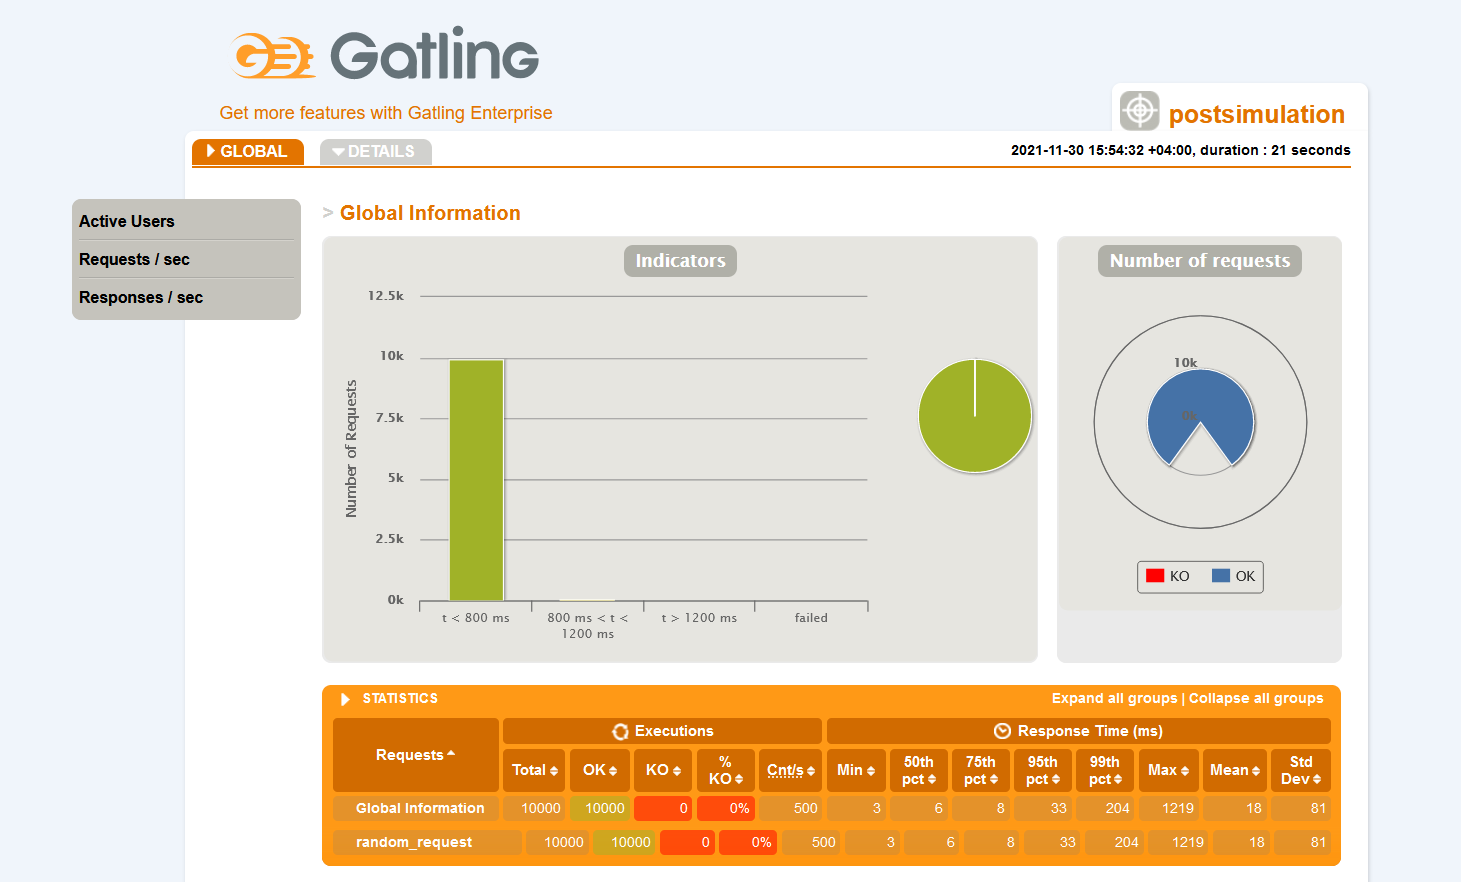 Gatling
Get more features with Gatling Enterprise
postsimulation
GLOBAL
DETAILS
2021-11-30 15:54:32 +04:00, duration : 21 seconds
Active Users
Requests / sec
Responses / sec
> Global Information
Indicators
Number of Requests
12.5k
10k
7.5k
5k
2.5k
0k
t < 800 ms
800 ms < t <
1200 ms
t > 1200 ms
failed
Number of requests
10k
0k
KO
OK
STATISTICS
Expand all groups | Collapse all groups
Requests
Executions
Response Time (ms)
Total
OK
KO
%
KO
Cnt/s
Min
50th
pct
75th
pct
95th
pct
99th
pct
Max
Mean
Std
Dev
Global Information 10000 10000 0 0% 500 3 6 8 33 204 1219 18 81
random_request 10000 10000 0 0% 500 3 6 8 33 204 1219 18 81